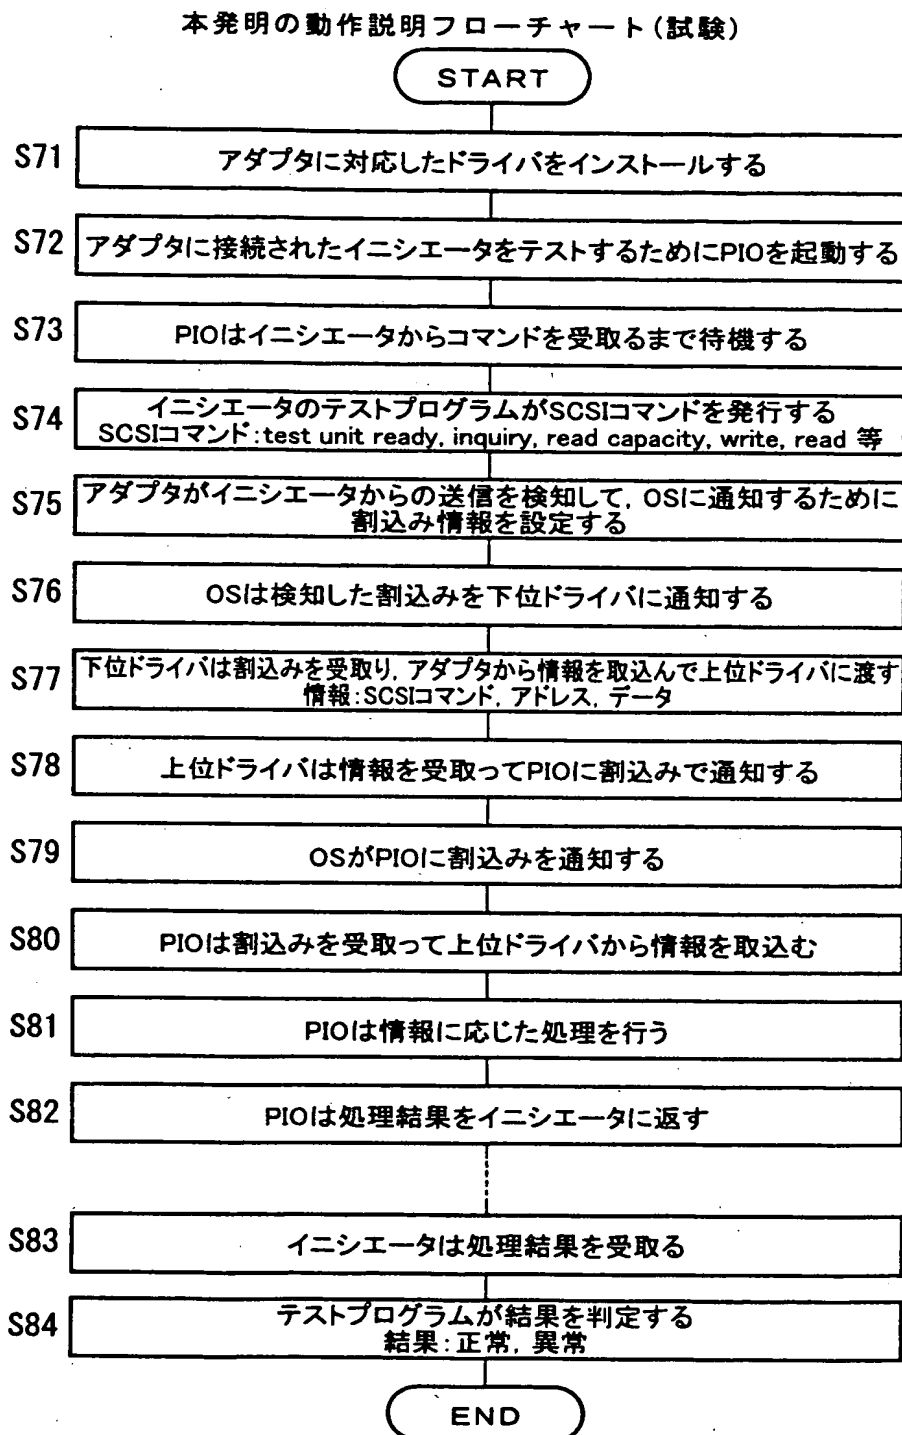 本発明の動作説明フローチャート(試験)
START
S71
アダプタに対応したドライバをインストールする
S72
アダプタに接続されたイニシエータをテストするためにPIOを起動する
S73
PIOはイニシエータからコマンドを受取るまで待機する
S74
イニシエータのテストプログラムがSCSIコマンドを発行する
SCSIコマンド:test unit ready, inquiry, read capacity, write, read 等
S75
アダプタがイニシエータからの送信を検知して,OSに通知するために
割込み情報を設定する
S76
OSは検知した割込みを下位ドライバに通知する
S77
下位ドライバは割込みを受取り,アダプタから情報を取込んで上位ドライバに渡す
情報:SCSIコマンド,アドレス,データ
S78
上位ドライバは情報を受取ってPIOに割込みで通知する
S79
OSがPIOに割込みを通知する
S80
PIOは割込みを受取って上位ドライバから情報を取込む
S81
PIOは情報に応じた処理を行う
S82
PIOは処理結果をイニシエータに返す
S83
イニシエータは処理結果を受取る
S84
テストプログラムが結果を判定する
結果:正常,異常
END